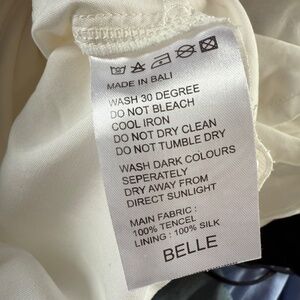 MADE IN BALI
WASH 30 DEGREE
DO NOT BLEACH
COOL IRON
DO NOT DRY CLEAN
DO NOT TUMBLE DRY
WASH DARK COLOURS
SEPERATELY
DRY AWAY FROM
DIRECT SUNLIGHT
MAIN FABRIC :
100% TENCEL
LINING : 100% SILK
BELLE